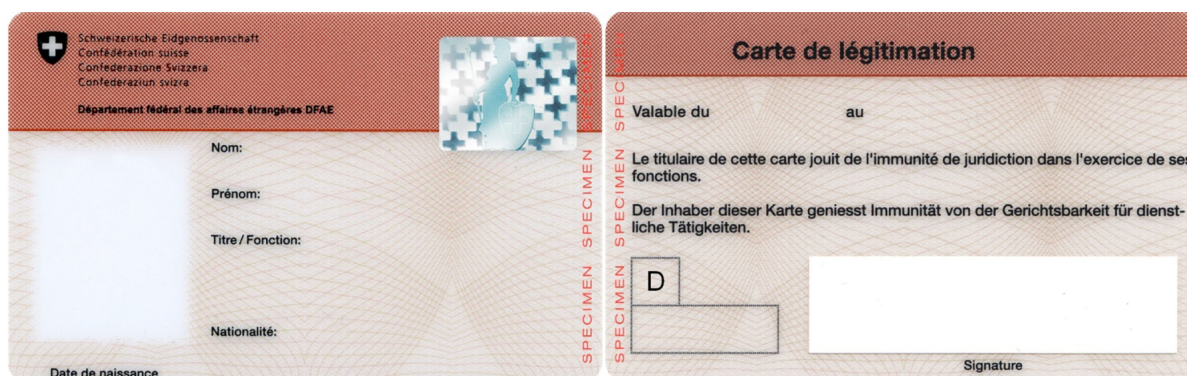 Schweizerische Eidgenossenschaft
Confédération suisse
Confederazione Svizzera
Confederaziun svizra
Département fédéral des affaires étrangères DFAE
Nom:
Prénom:
Titre / Fonction:
Nationalité:
Date de naissance
SPECIMEN SPECIMEN SPECIMEN
SPECIMEN SPECIMEN SPECIMEN
Carte de légitimation
Valable du au
Le titulaire de cette carte jouit de l'immunité de juridiction dans l'exercice de ses
fonctions.
Der Inhaber dieser Karte geniesst Immunität von der Gerichtsbarkeit für dienst-
liche Tätigkeiten.
D
Signature